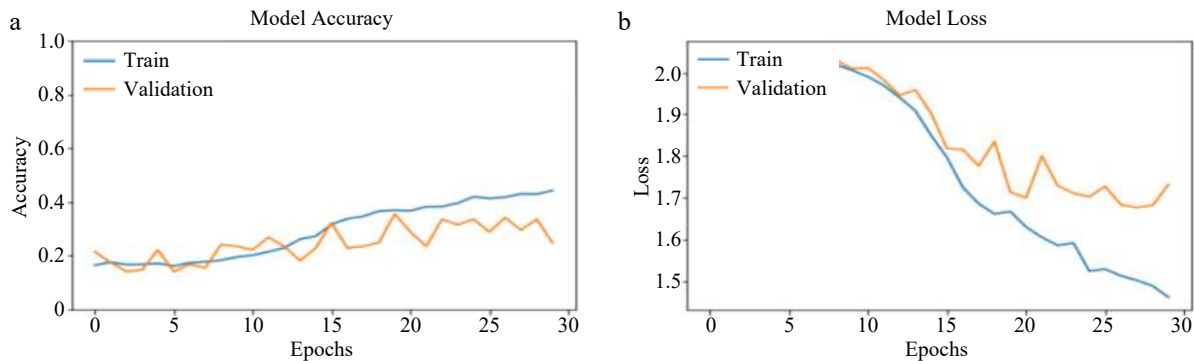 a
Model Accuracy
1.0
0.8
0.6
0.4
0.2
0
Accuracy
Train
Validation
0 5 10 15 20 25 30
Epochs
b
Model Loss
2.0
1.9
1.8
1.7
1.6
1.5
Loss
Train
Validation
0 5 10 15 20 25 30
Epochs